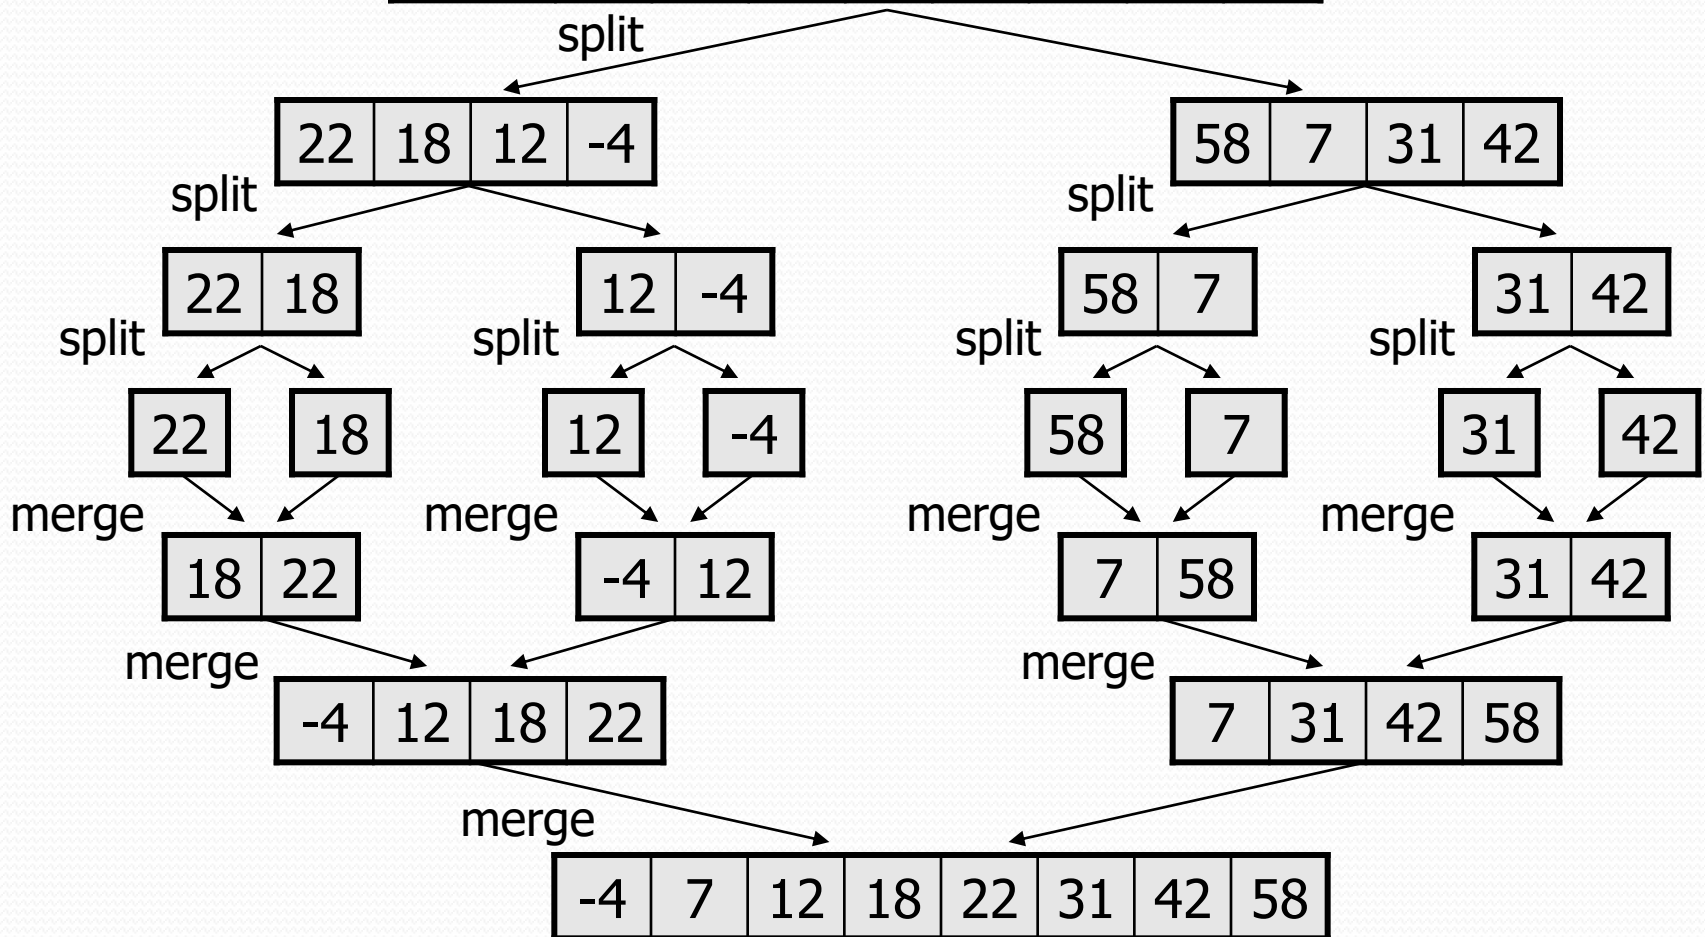 split
22 18 12 -4 58 7 31 42
split split
22 18 12 -4 58 7 31 42
split split split split
22 18 12 -4 58 7 31 42
merge merge merge merge
18 22 -4 12 7 58 31 42
merge merge
-4 12 18 22 7 31 42 58
merge
-4 7 12 18 22 31 42 58